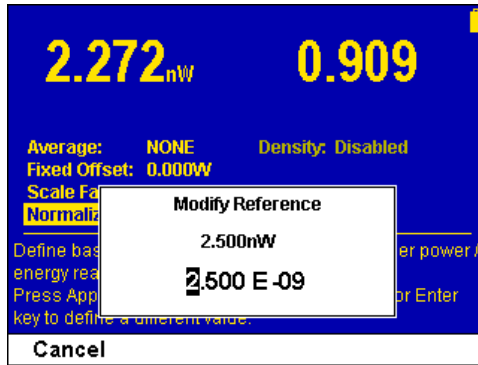 2.272nW 0.909
Average: NONE Density: Disabled
Fixed Offset: 0.000W
Scale Fa
Normaliz
Modify Reference
2.500nW
2.500 E -09
Define bas er power /
energy rea
Press App or Enter
key to define a different value.
Cancel